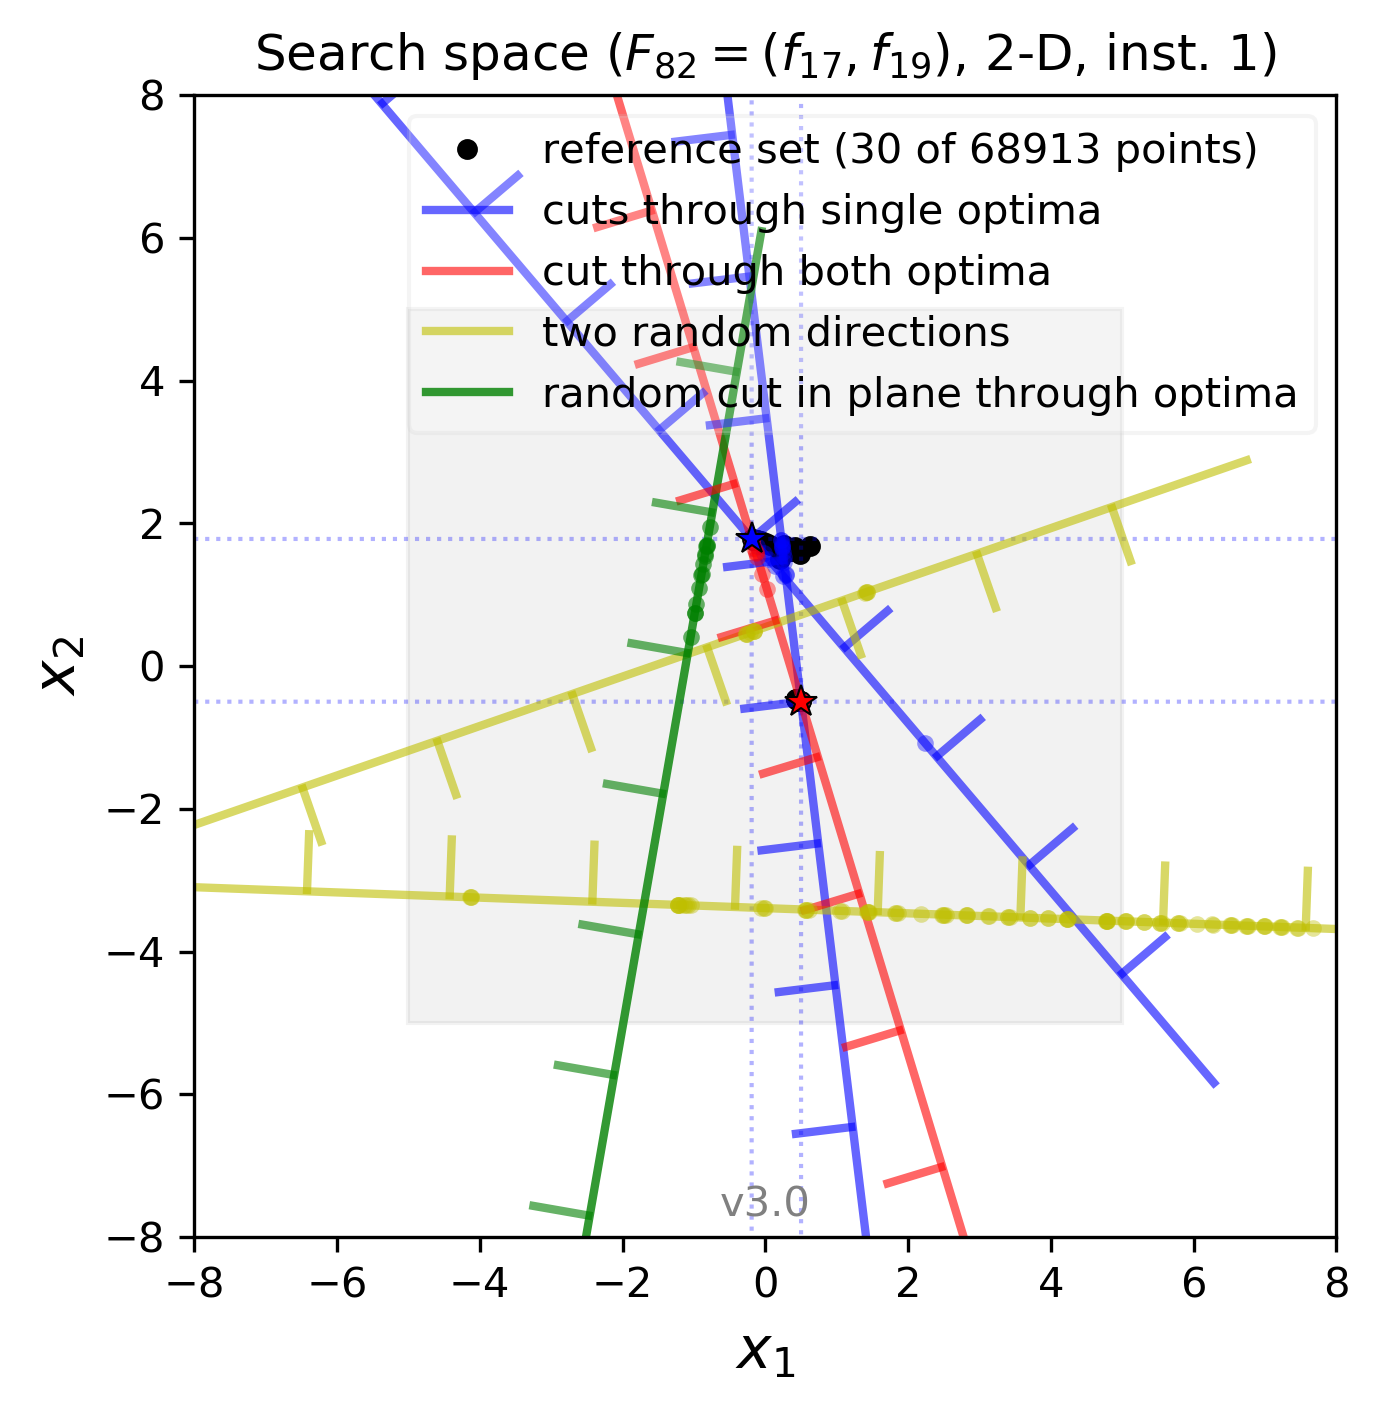 Search space (F82 = (f17, f19), 2-D, inst. 1)
8
6
4
2
0
−2
−4
−6
−8
x2
reference set (30 of 68913 points)
cuts through single optima
cut through both optima
two random directions
random cut in plane through optima
v3.0
−8 −6 −4 −2 0 2 4 6 8
x1